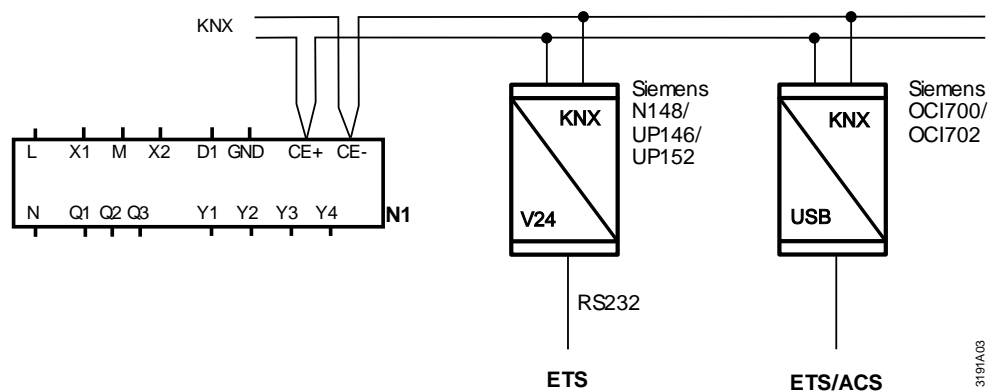 KNX
L X1 M X2 D1 GND CE+ CE-
N Q1 Q2 Q3 Y1 Y2 Y3 Y4
N1
KNX
V24
Siemens
N148/
UP146/
UP152
RS232
ETS
KNX
USB
Siemens
OCI700/
OCI702
ETS/ACS
3191A03